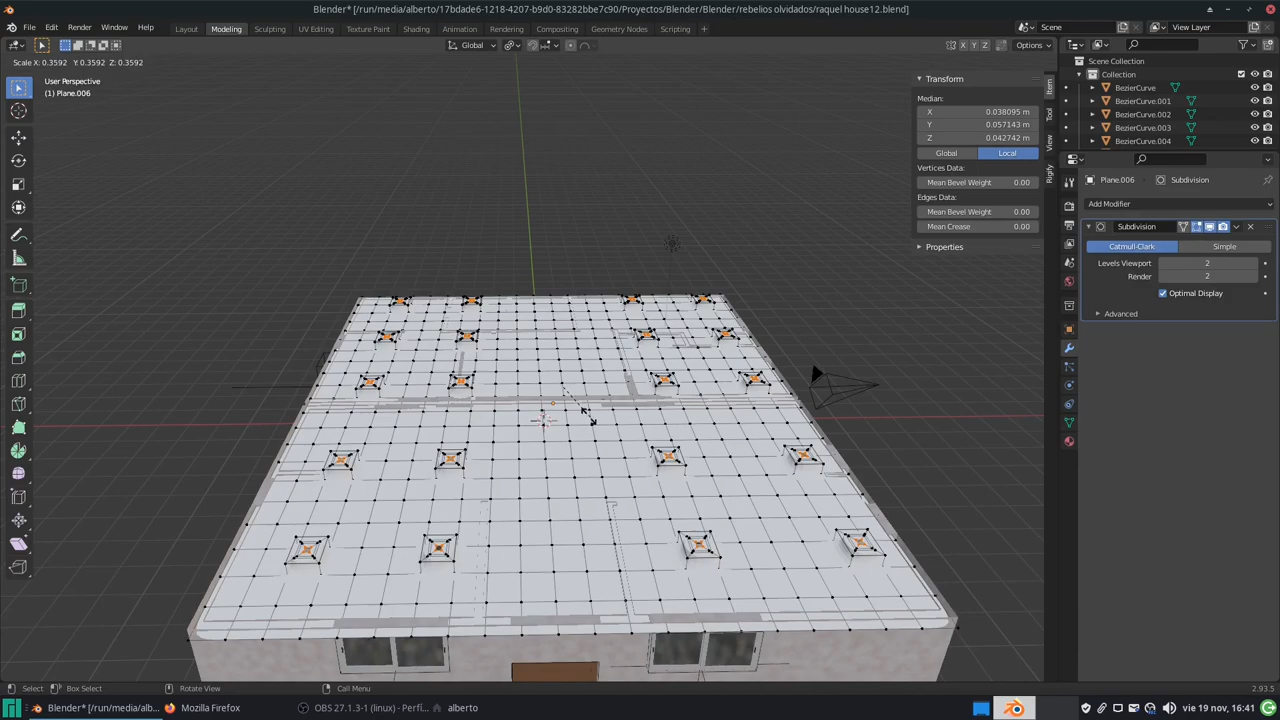 Blender* [/run/media/alberto/17bdade6-1218-4207-b9d0-83282bbe7c90/Proyectos/Blender/Blender/rebelios olvidados/raquel house12.blend]
File Edit Render Window Help Layout Modeling Sculpting UV Editing Texture Paint Shading Animation Rendering Compositing Geometry Nodes Scripting Scene View Layer
Global X Y Z Options
Scale X: 0.3592 Y: 0.3592 Z: 0.3592
User Perspective
(1) Plane.006
Transform
Median:
X 0.038095 m
Y 0.057143 m
Z 0.042742 m
Global Local
Vertices Data:
Mean Bevel Weight 0.00
Edges Data:
Mean Bevel Weight 0.00
Mean Crease 0.00
Properties
Item
Tool
View
Rigify
Scene Collection
Collection
BezierCurve
BezierCurve.001
BezierCurve.002
BezierCurve.003
BezierCurve.004
Plane.006 Subdivision
Add Modifier
Subdivision
Catmull-Clark Simple
Levels Viewport 2
Render 2
Optimal Display
Advanced
Select Box Select Rotate View Call Menu 2.93.5
Blender* [/run/media/alb... Mozilla Firefox OBS 27.1.3-1 (linux) - Perfí... alberto vie 19 nov, 16:41